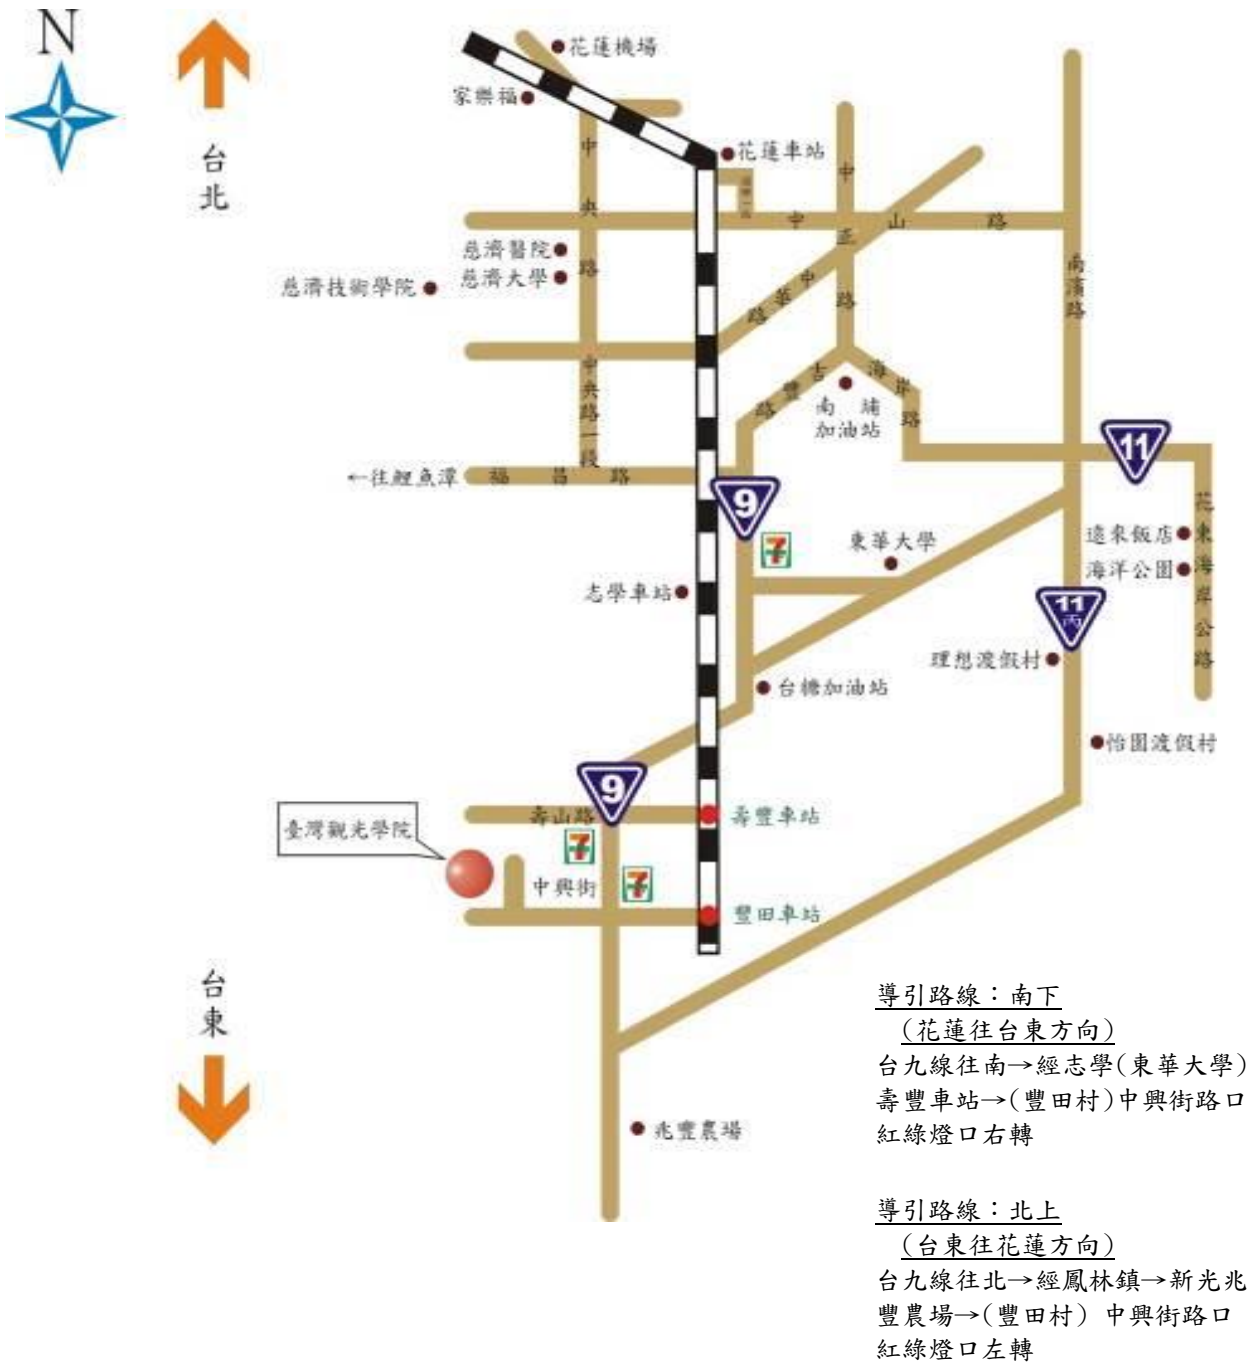 N
台北
花蓮機場
家樂福
花蓮車站
中央路
中山路
中正路
南濱路
慈濟醫院
慈濟大學
慈濟技術學院
中華路
中央路一段
吉豐路
海岸路
南埔
加油站
←往鯉魚潭
福昌路
9
11
花東海岸公路
遠來飯店
海洋公園
東華大學
7
志學車站
11
丙
理想渡假村
台糖加油站
怡園渡假村
9
壽山路
壽豐車站
臺灣觀光學院
7
中興街
7
豐田車站
台東
兆豐農場
導引路線：南下
(花蓮往台東方向)
台九線往南→經志學(東華大學)
壽豐車站→(豐田村)中興街路口
紅綠燈口右轉
導引路線：北上
(台東往花蓮方向)
台九線往北→經鳳林鎮→新光兆
豐農場→(豐田村) 中興街路口
紅綠燈口左轉